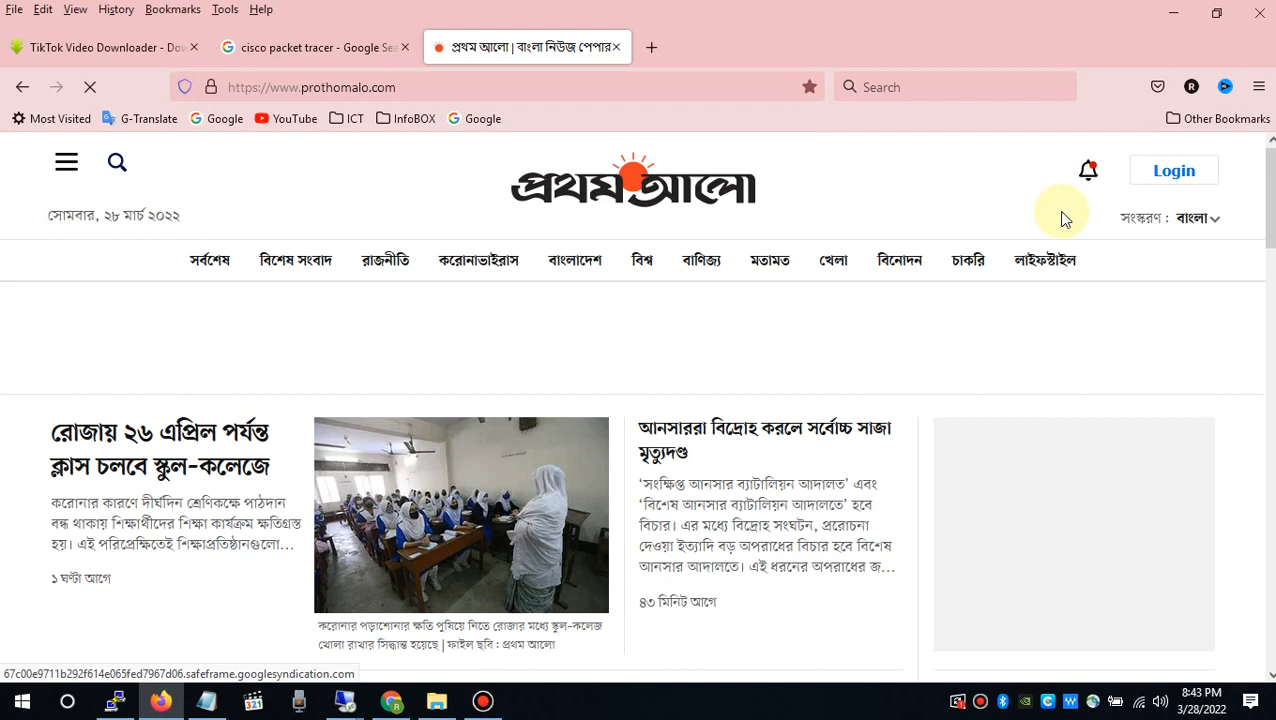 File Edit View History Bookmarks Tools Help
TikTok Video Downloader - Dow
cisco packet tracer - Google Sea
প্রথম আলো | বাংলা নিউজ পেপার
https://www.prothomalo.com
Search
R
Most Visited G-Translate Google YouTube ICT InfoBOX Google Other Bookmarks
প্রথম আলো
Login
সোমবার, ২৮ মার্চ ২০২২
সংস্করণ : বাংলা
সর্বশেষ বিশেষ সংবাদ রাজনীতি করোনাভাইরাস বাংলাদেশ বিশ্ব বাণিজ্য মতামত খেলা বিনোদন চাকরি লাইফস্টাইল
রোজায় ২৬ এপ্রিল পর্যন্ত
ক্লাস চলবে স্কুল-কলেজে
করোনার কারণে দীর্ঘদিন শ্রেণিকক্ষে পাঠদান
বন্ধ থাকায় শিক্ষার্থীদের শিক্ষা কার্যক্রম ক্ষতিগ্রস্ত
হয়। এই পরিপ্রেক্ষিতেই শিক্ষাপ্রতিষ্ঠানগুলো...
১ ঘণ্টা আগে
করোনার পড়াশোনার ক্ষতি পুষিয়ে নিতে রোজার মধ্যে স্কুল-কলেজ
খোলা রাখার সিদ্ধান্ত হয়েছে | ফাইল ছবি : প্রথম আলো
আনসাররা বিদ্রোহ করলে সর্বোচ্চ সাজা
মৃত্যুদণ্ড
‘সংক্ষিপ্ত আনসার ব্যাটালিয়ন আদালত’ এবং
‘বিশেষ আনসার ব্যাটালিয়ন আদালতে’ হবে
বিচার। এর মধ্যে বিদ্রোহ সংঘটন, প্ররোচনা
দেওয়া ইত্যাদি বড় অপরাধের বিচার হবে বিশেষ
আনসার আদালতে। এই ধরনের অপরাধের জ...
৪৩ মিনিট আগে
67c00e9711b292f614e065fed7967d06.safeframe.googlesyndication.com
321
8:43 PM
3/28/2022